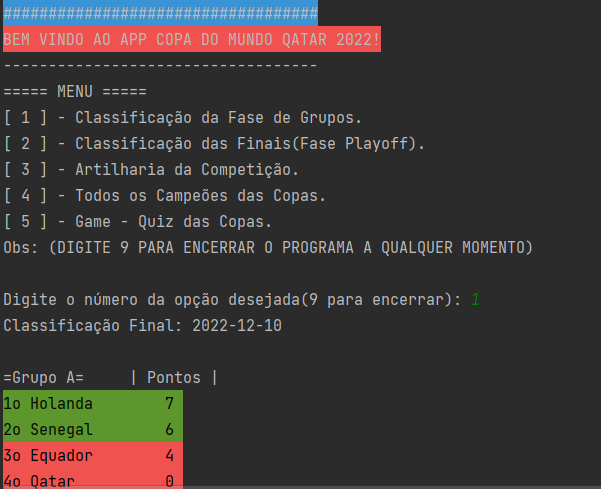 ###################################
BEM VINDO AO APP COPA DO MUNDO QATAR 2022!
-----------------------------------
===== MENU =====
[ 1 ] - Classificação da Fase de Grupos.
[ 2 ] - Classificação das Finais(Fase Playoff).
[ 3 ] - Artilharia da Competição.
[ 4 ] - Todos os Campeões das Copas.
[ 5 ] - Game - Quiz das Copas.
Obs: (DIGITE 9 PARA ENCERRAR O PROGRAMA A QUALQUER MOMENTO)
Digite o número da opção desejada(9 para encerrar): 1
Classificação Final: 2022-12-10
=Grupo A=     | Pontos |
1o Holanda        7
2o Senegal        6
3o Equador        4
4o Qatar          0